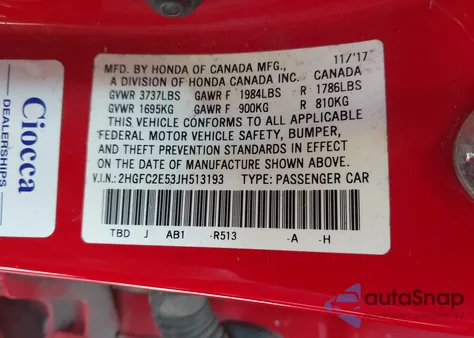 MFD. BY HONDA OF CANADA MFG., 11/'17
A DIVISION OF HONDA CANADA INC. CANADA
GVWR 3737LBS GAWR F 1984LBS R 1786LBS
GVWR 1695KG GAWR F 900KG R 810KG
THIS VEHICLE CONFORMS TO ALL APPLICABLE
FEDERAL MOTOR VEHICLE SAFETY, BUMPER,
AND THEFT PREVENTION STANDARDS IN EFFECT
ON THE DATE OF MANUFACTURE SHOWN ABOVE.
V.I.N.: 2HGFC2E53JH513193 TYPE: PASSENGER CAR
TBD J AB1 -R513 -A -H
Ciocca
DEALERSHIPS
autoSnap